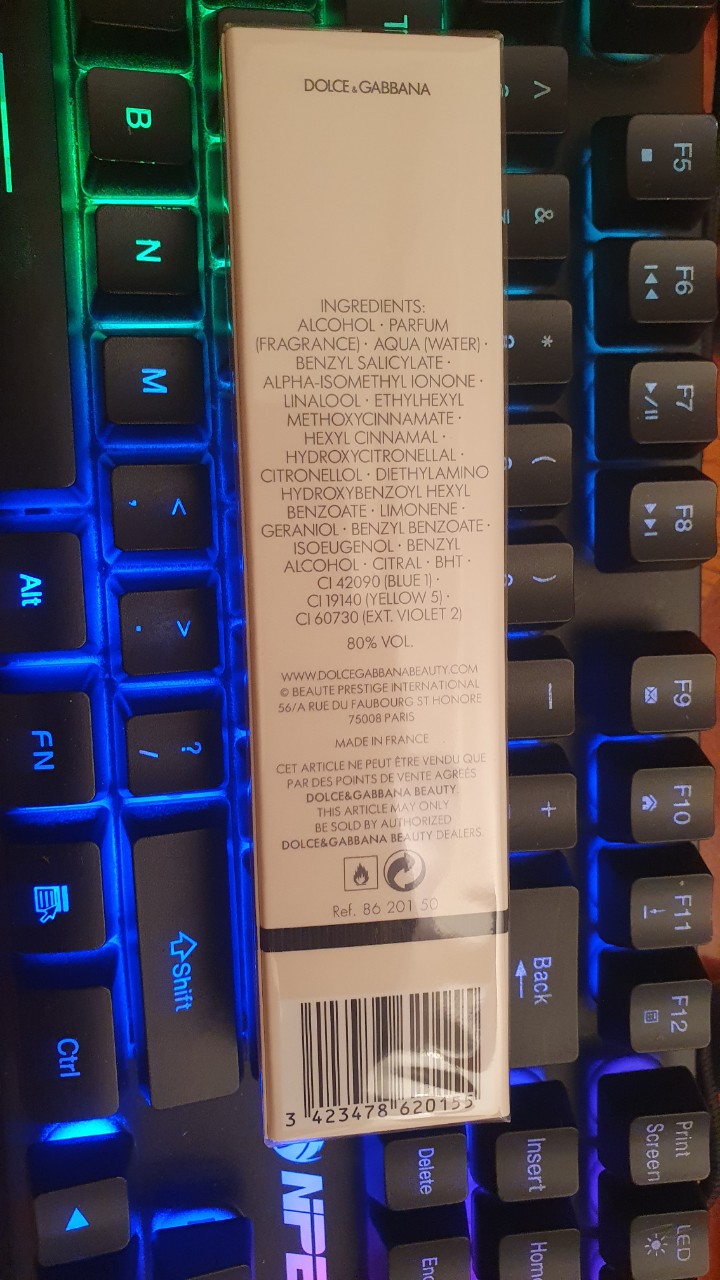 DOLCE & GABBANA
INGREDIENTS:
ALCOHOL · PARFUM
(FRAGRANCE) · AQUA (WATER) ·
BENZYL SALICYLATE ·
ALPHA-ISOMETHYL IONONE ·
LINALOOL · ETHYLHEXYL
METHOXYCINNAMATE ·
HEXYL CINNAMAL ·
HYDROXYCITRONELLAL ·
CITRONELLOL · DIETHYLAMINO
HYDROXYBENZOYL HEXYL
BENZOATE · LIMONENE ·
GERANIOL · BENZYL BENZOATE ·
ISOEUGENOL · BENZYL
ALCOHOL · CITRAL · BHT ·
CI 42090 (BLUE 1) ·
CI 19140 (YELLOW 5) ·
CI 60730 (EXT. VIOLET 2)
80% VOL.
WWW.DOLCEGABBANABEAUTY.COM
© BEAUTE PRESTIGE INTERNATIONAL
56/A RUE DU FAUBOURG ST HONORE
75008 PARIS
MADE IN FRANCE
CET ARTICLE NE PEUT ÊTRE VENDU QUE
PAR DES POINTS DE VENTE AGREÉS
DOLCE&GABBANA BEAUTY.
THIS ARTICLE MAY ONLY
BE SOLD BY AUTHORIZED
DOLCE&GABBANA BEAUTY DEALERS.
Ref. 86 201 50
3 423478 620155
F5
F6
F7
F8
F9
F10
F11
F12
Print
Screen
LED
^
&
*
(
)
_
+
Back
Insert
Delete
B
N
M
< ,
> .
? /
Shift
Alt
FN
Ctrl